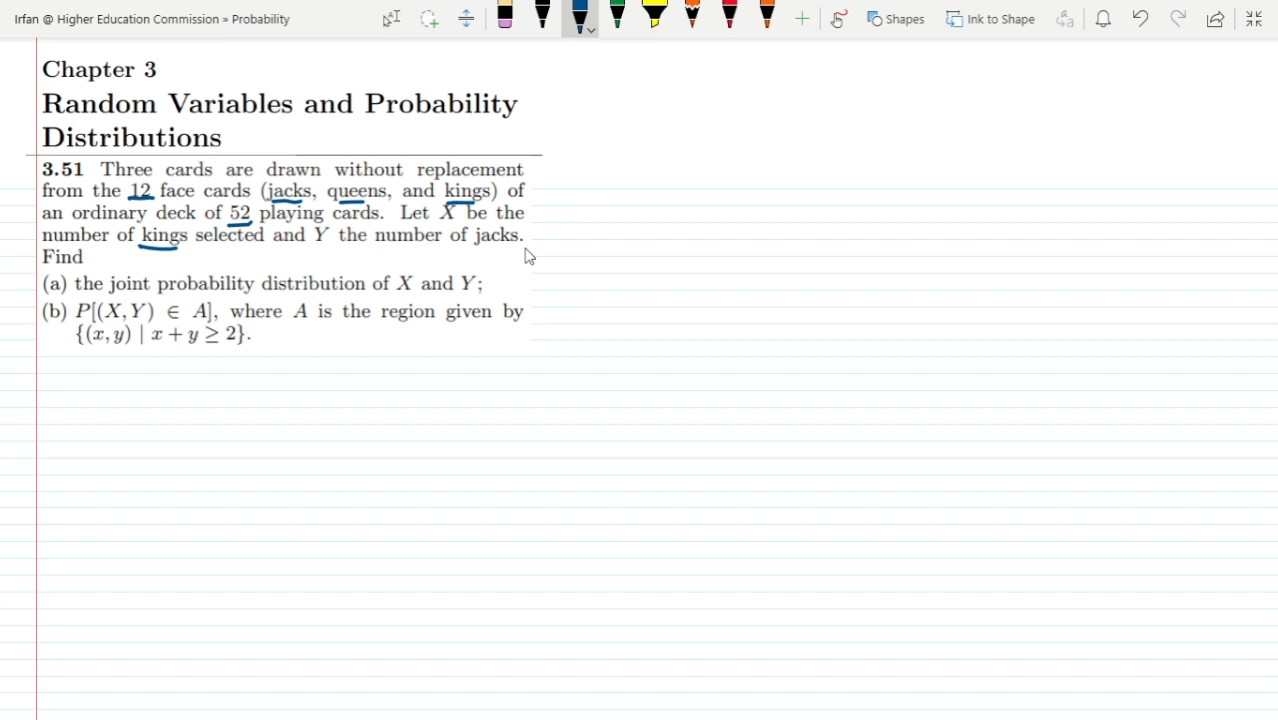 Irfan @ Higher Education Commission » Probability
Shapes
Ink to Shape
Chapter 3
Random Variables and Probability
Distributions
3.51 Three cards are drawn without replacement
from the 12 face cards (jacks, queens, and kings) of
an ordinary deck of 52 playing cards. Let X be the
number of kings selected and Y the number of jacks.
Find
(a) the joint probability distribution of X and Y;
(b) P[(X, Y) ∈ A], where A is the region given by
{(x, y) | x + y ≥ 2}.